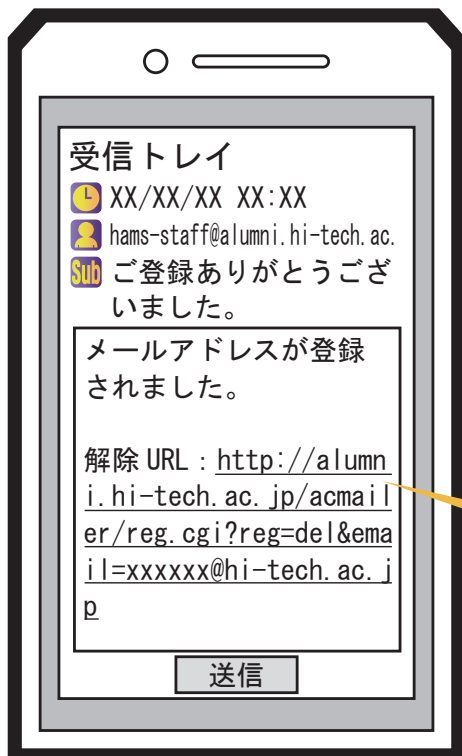 受信トレイ
XX/XX/XX XX:XX
hams-staff@alumni.hi-tech.ac.
Sub ご登録ありがとうござ
いました。
メールアドレスが登録
されました。
解除 URL：http://alumn
i.hi-tech.ac.jp/acmail
er/reg.cgi?reg=del&ema
il=xxxxxx@hi-tech.ac.j
p
送信